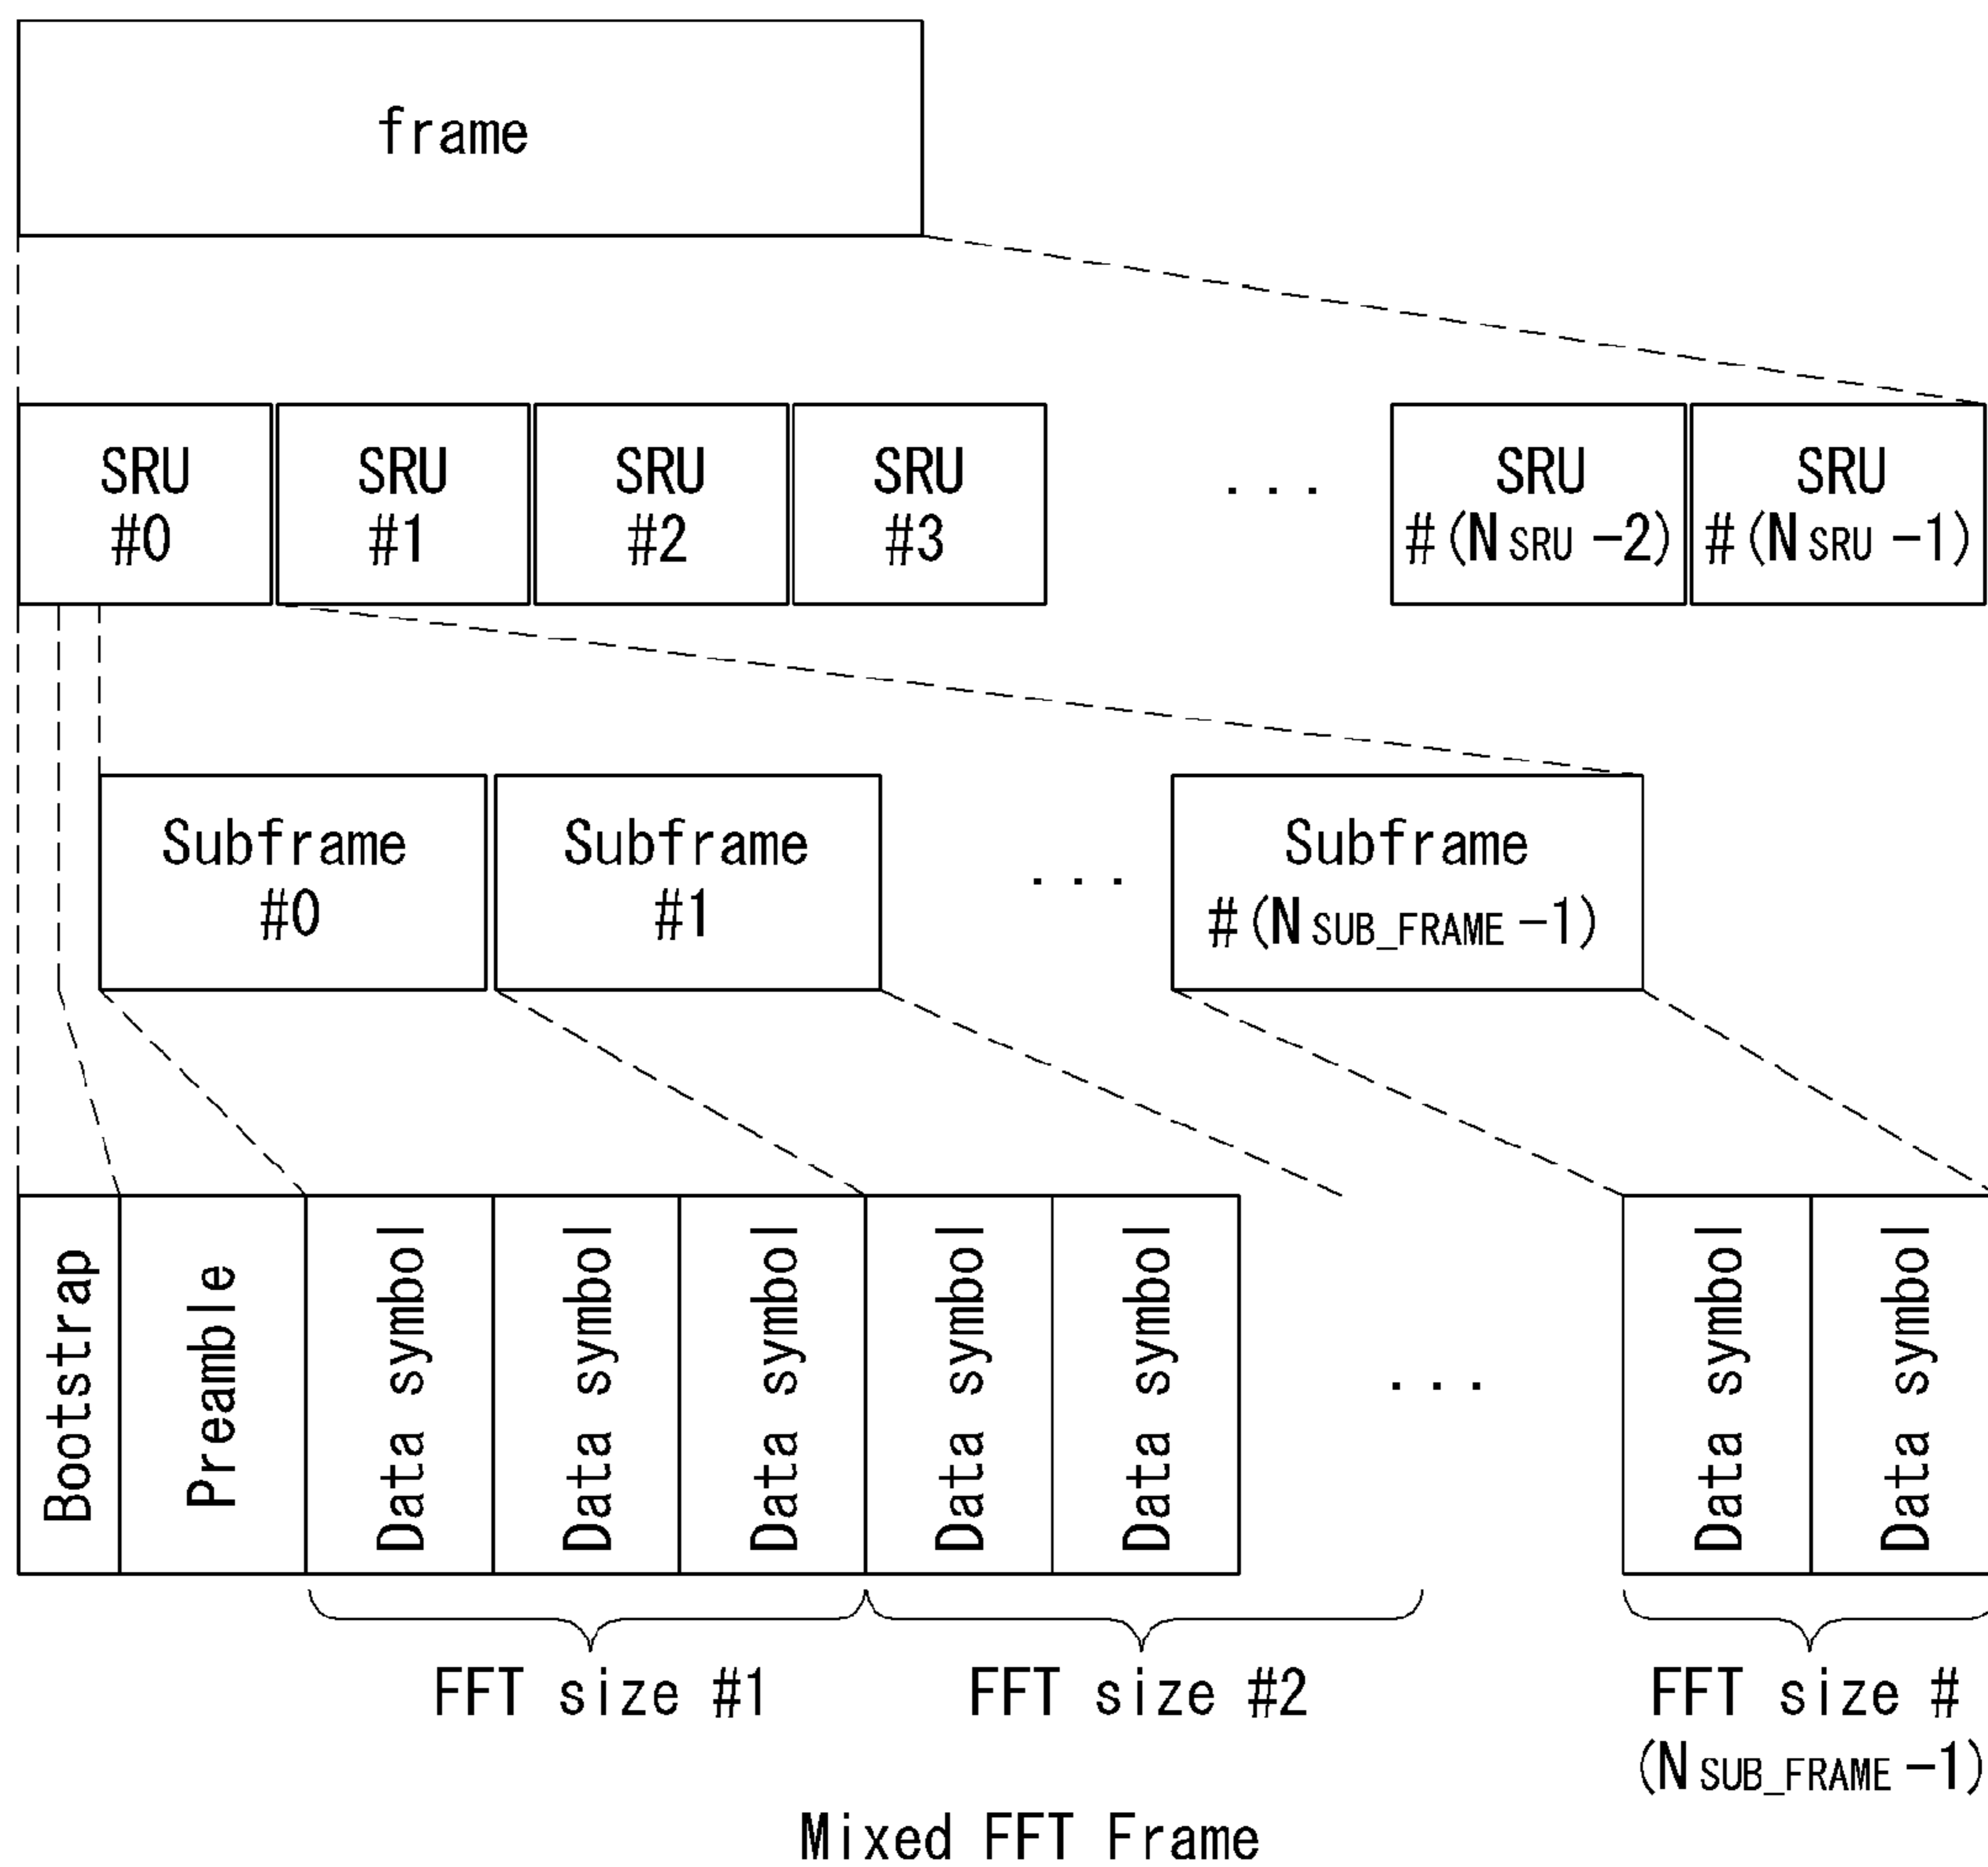 frame
SRU
#0
SRU
#1
SRU
#2
SRU
#3
...
SRU
#(NSRU-2)
SRU
#(NSRU-1)
Subframe
#0
Subframe
#1
...
Subframe
#(NSUB_FRAME-1)
Bootstrap
Preamble
Data symbol
Data symbol
Data symbol
Data symbol
Data symbol
...
Data symbol
Data symbol
FFT size #1
FFT size #2
FFT size #
(NSUB_FRAME-1)
Mixed FFT Frame